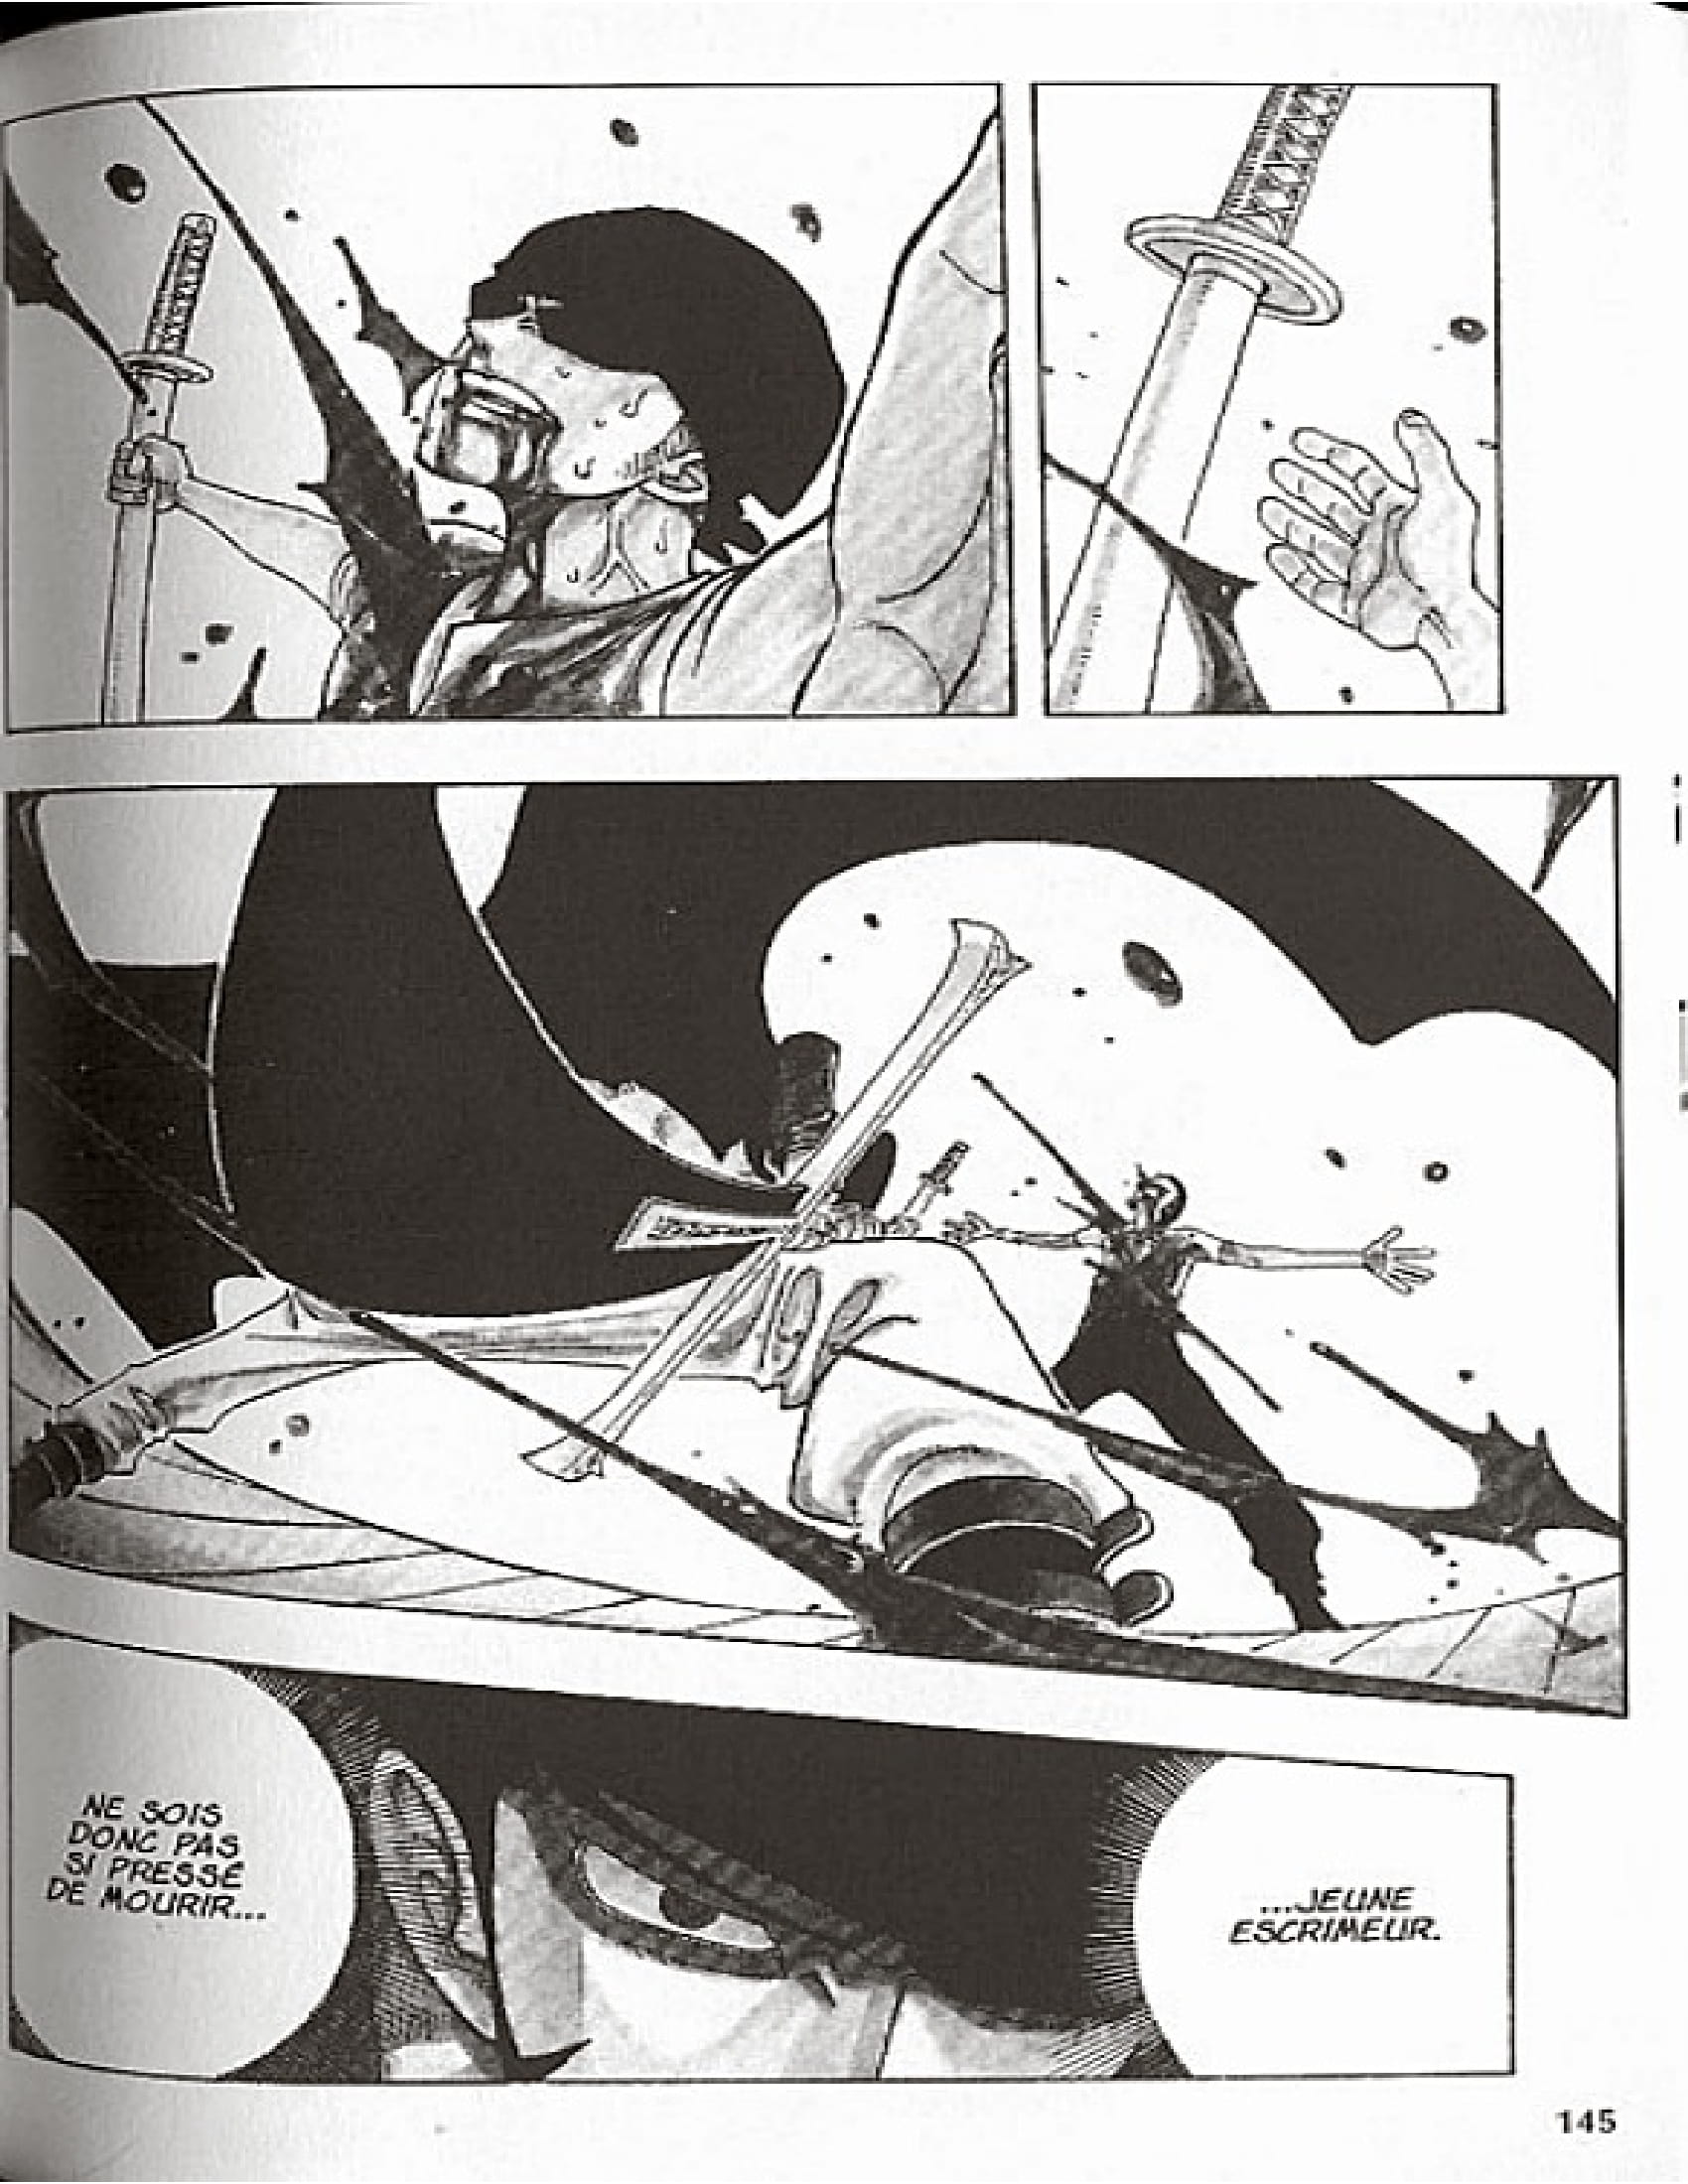 NE SOIS
DONC PAS
SI PRESSÉ
DE MOURIR...
...JEUNE
ESCRIMEUR.
145